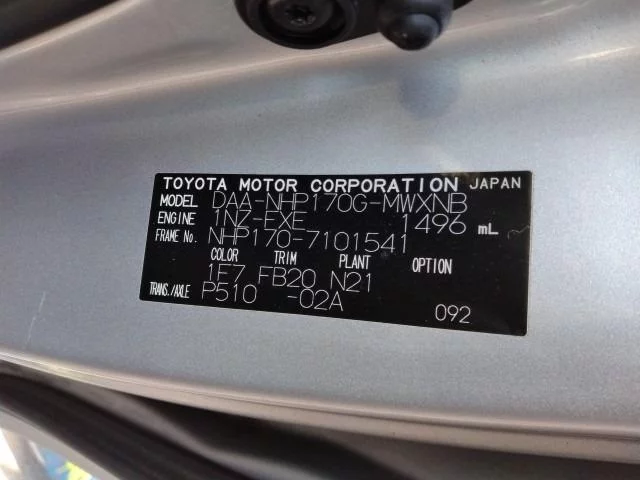 TOYOTA MOTOR CORPORATION JAPAN
MODEL DAA-NHP170G-MWXNB
ENGINE 1NZ-FXE 1496 mL
FRAME No. NHP170-7101541
COLOR TRIM PLANT OPTION
1F7 FB20 N21
TRANS./AXLE P510 -02A
092